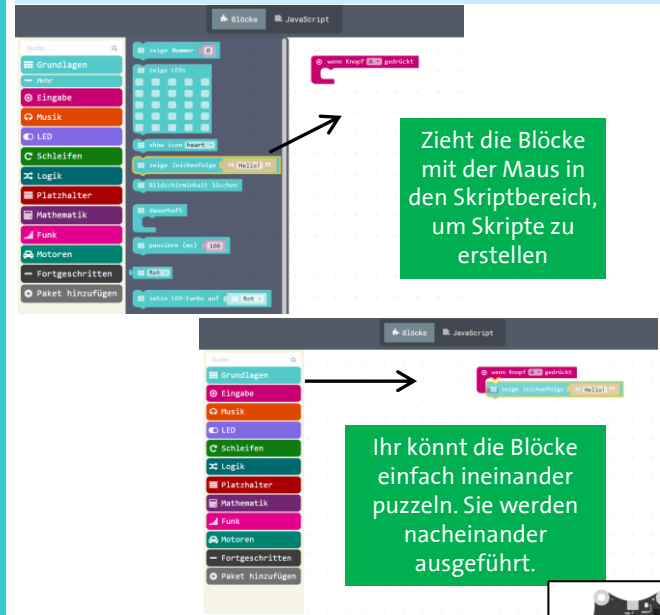 Blöcke JavaScript
Suche...
Grundlagen
Mehr
Eingabe
Musik
LED
Schleifen
Logik
Platzhalter
Mathematik
Funk
Motoren
Fortgeschritten
Paket hinzufügen
zeige Nummer 0
zeige LEDs
show icon heart
zeige Zeichenfolge "Hello!"
Bildschirminhalt löschen
dauerhaft
pausiere (ms) 100
Rot
setze LED-Farbe auf Rot
wenn Knopf A gedrückt
Zieht die Blöcke
mit der Maus in
den Skriptbereich,
um Skripte zu
erstellen
Blöcke JavaScript
Suche...
Grundlagen
Eingabe
Musik
LED
Schleifen
Logik
Platzhalter
Mathematik
Funk
Motoren
Fortgeschritten
Paket hinzufügen
wenn Knopf A gedrückt
zeige Zeichenfolge "Hello!"
Ihr könnt die Blöcke
einfach ineinander
puzzeln. Sie werden
nacheinander
ausgeführt.